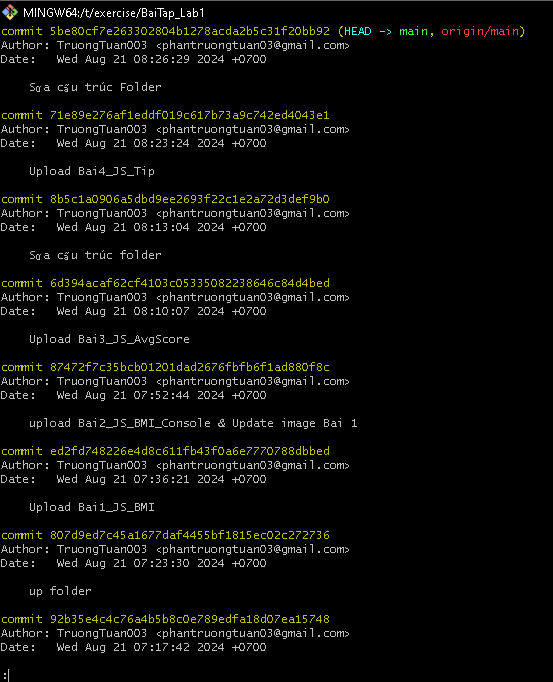 MINGW64:/t/exercise/BaiTap_Lab1
commit 5be80cf7e263302804b1278acda2b5c31f20bb92 (HEAD -> main, origin/main)
Author: TruongTuan003 <phantruongtuan03@gmail.com>
Date:   Wed Aug 21 08:26:29 2024 +0700
Sửa cấu trúc Folder
commit 71e89e276af1eddf019c617b73a9c742ed4043e1
Author: TruongTuan003 <phantruongtuan03@gmail.com>
Date:   Wed Aug 21 08:23:24 2024 +0700
Upload Bai4_JS_Tip
commit 8b5c1a0906a5dbd9ee2693f22c1e2a72d3def9b0
Author: TruongTuan003 <phantruongtuan03@gmail.com>
Date:   Wed Aug 21 08:13:04 2024 +0700
Sửa cấu trúc folder
commit 6d394acaf62cf4103c05335082238646c84d4bed
Author: TruongTuan003 <phantruongtuan03@gmail.com>
Date:   Wed Aug 21 08:10:07 2024 +0700
Upload Bai3_JS_AvgScore
commit 87472f7c35bcb01201dad2676fbfb6f1ad880f8c
Author: TruongTuan003 <phantruongtuan03@gmail.com>
Date:   Wed Aug 21 07:52:44 2024 +0700
upload Bai2_JS_BMI_Console & Update image Bai 1
commit ed2fd748226e4d8c611fb43f0a6e7770788dbbed
Author: TruongTuan003 <phantruongtuan03@gmail.com>
Date:   Wed Aug 21 07:36:21 2024 +0700
Upload Bai1_JS_BMI
commit 807d9ed7c45a1677daf4455bf1815ec02c272736
Author: TruongTuan003 <phantruongtuan03@gmail.com>
Date:   Wed Aug 21 07:23:30 2024 +0700
up folder
commit 92b35e4c4c76a4b5b8c0e789edfa18d07ea15748
Author: TruongTuan003 <phantruongtuan03@gmail.com>
Date:   Wed Aug 21 07:17:42 2024 +0700
: